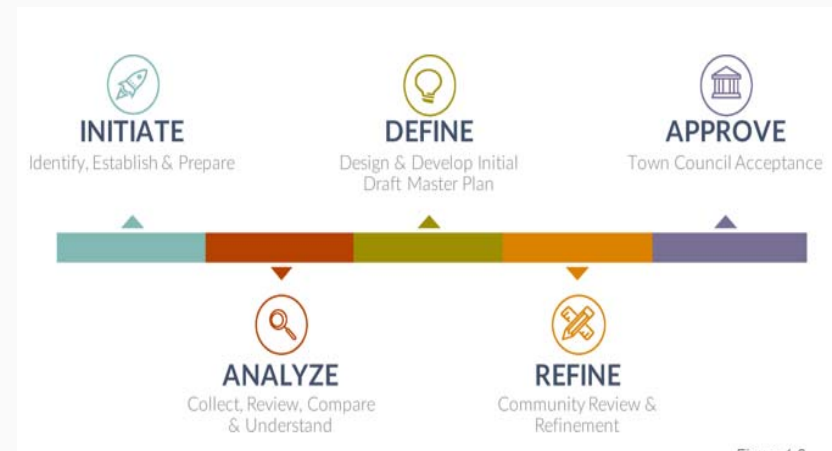 INITIATE
Identify, Establish & Prepare
DEFINE
Design & Develop Initial
Draft Master Plan
APPROVE
Town Council Acceptance
ANALYZE
Collect, Review, Compare
& Understand
REFINE
Community Review &
Refinement